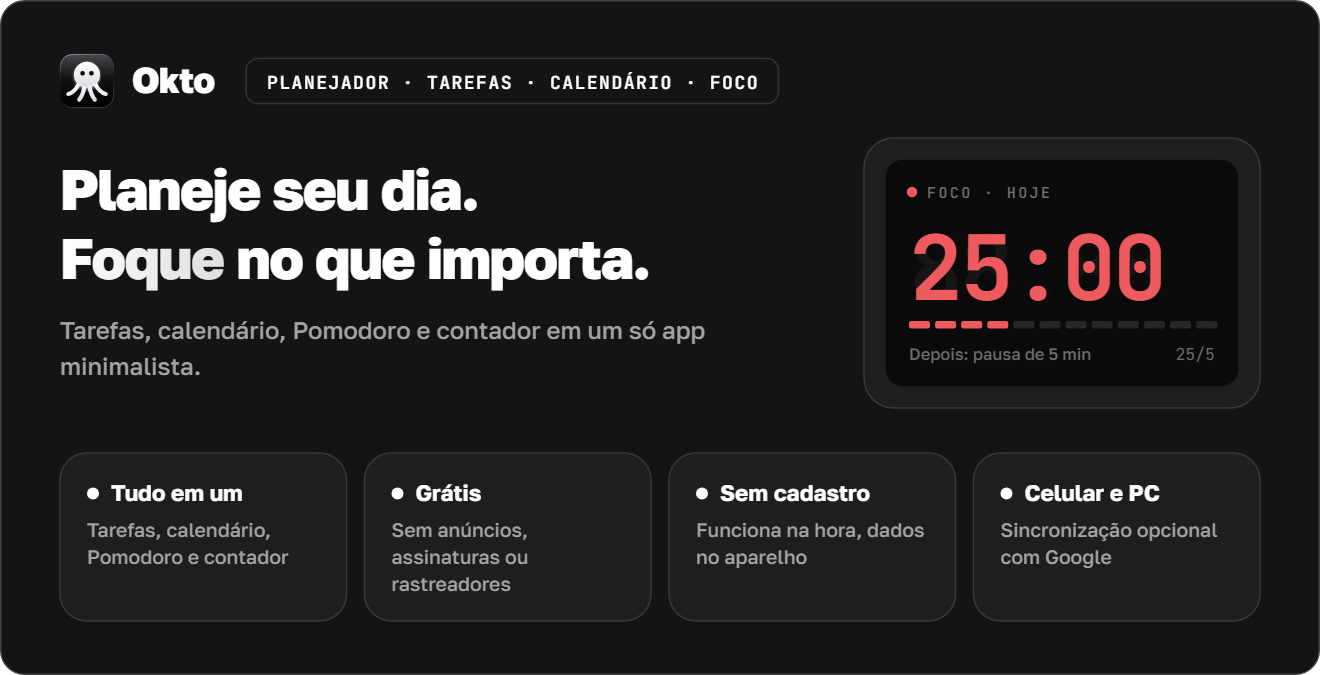 Okto
PLANEJADOR · TAREFAS · CALENDÁRIO · FOCO
Planeje seu dia.
Foque no que importa.
Tarefas, calendário, Pomodoro e contador em um só app
minimalista.
FOCO · HOJE
25:00
Depois: pausa de 5 min
25/5
Tudo em um
Tarefas, calendário,
Pomodoro e contador
Grátis
Sem anúncios,
assinaturas ou
rastreadores
Sem cadastro
Funciona na hora, dados
no aparelho
Celular e PC
Sincronização opcional
com Google